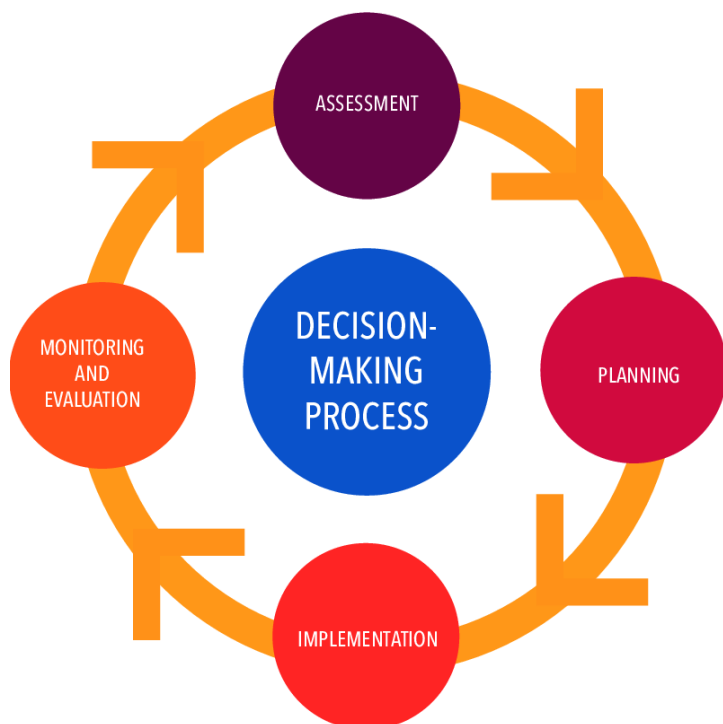 ASSESSMENT
DECISION-
MAKING
PROCESS
PLANNING
IMPLEMENTATION
MONITORING
AND
EVALUATION